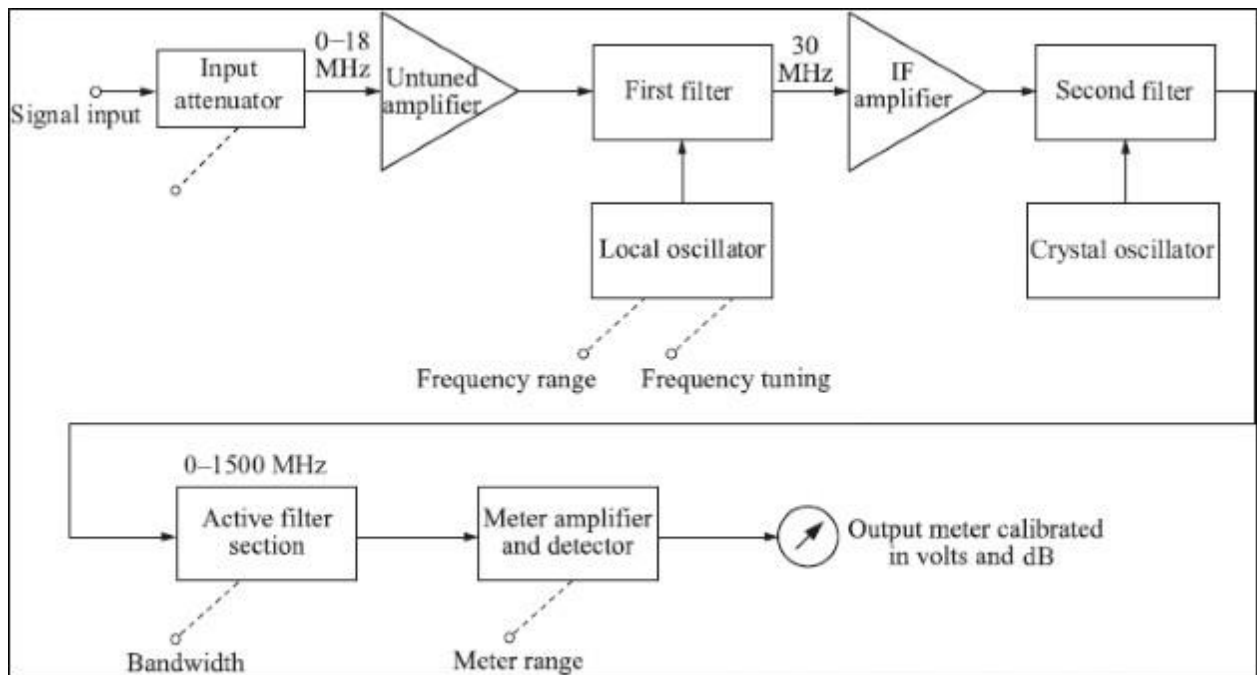 Signal input
Input
attenuator
0–18
MHz
Untuned
amplifier
First filter
30
MHz
IF
amplifier
Second filter
Local oscillator
Crystal oscillator
Frequency range
Frequency tuning
0–1500 MHz
Active filter
section
Meter amplifier
and detector
Output meter calibrated
in volts and dB
Bandwidth
Meter range